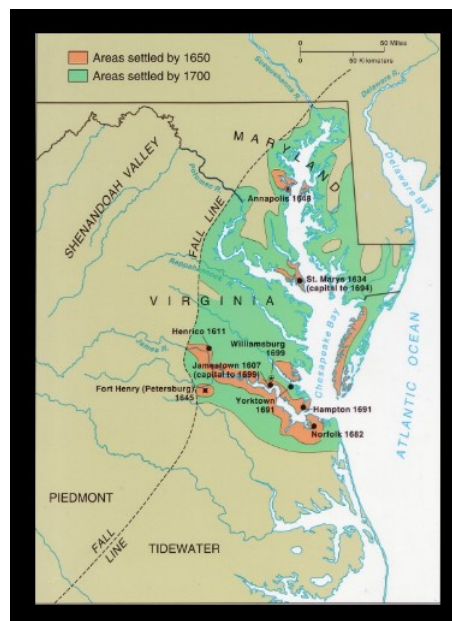 Areas settled by 1650
Areas settled by 1700
0 50 Miles
0 50 Kilometers
Susquehanna R.
Delaware R.
MARYLAND
Delaware Bay
SHENANDOAH VALLEY
Potomac R.
Annapolis 1648
FALL LINE
Rappahannock
St. Marys 1634
(capital to 1694)
VIRGINIA
Chesapeake Bay
ATLANTIC OCEAN
Henrico 1611
Williamsburg
1699
James R.
Jamestown 1607
(capital to 1699)
Fort Henry (Petersburg)
1645
Yorktown
1691
Hampton 1691
Norfolk 1682
PIEDMONT
FALL
LINE
TIDEWATER